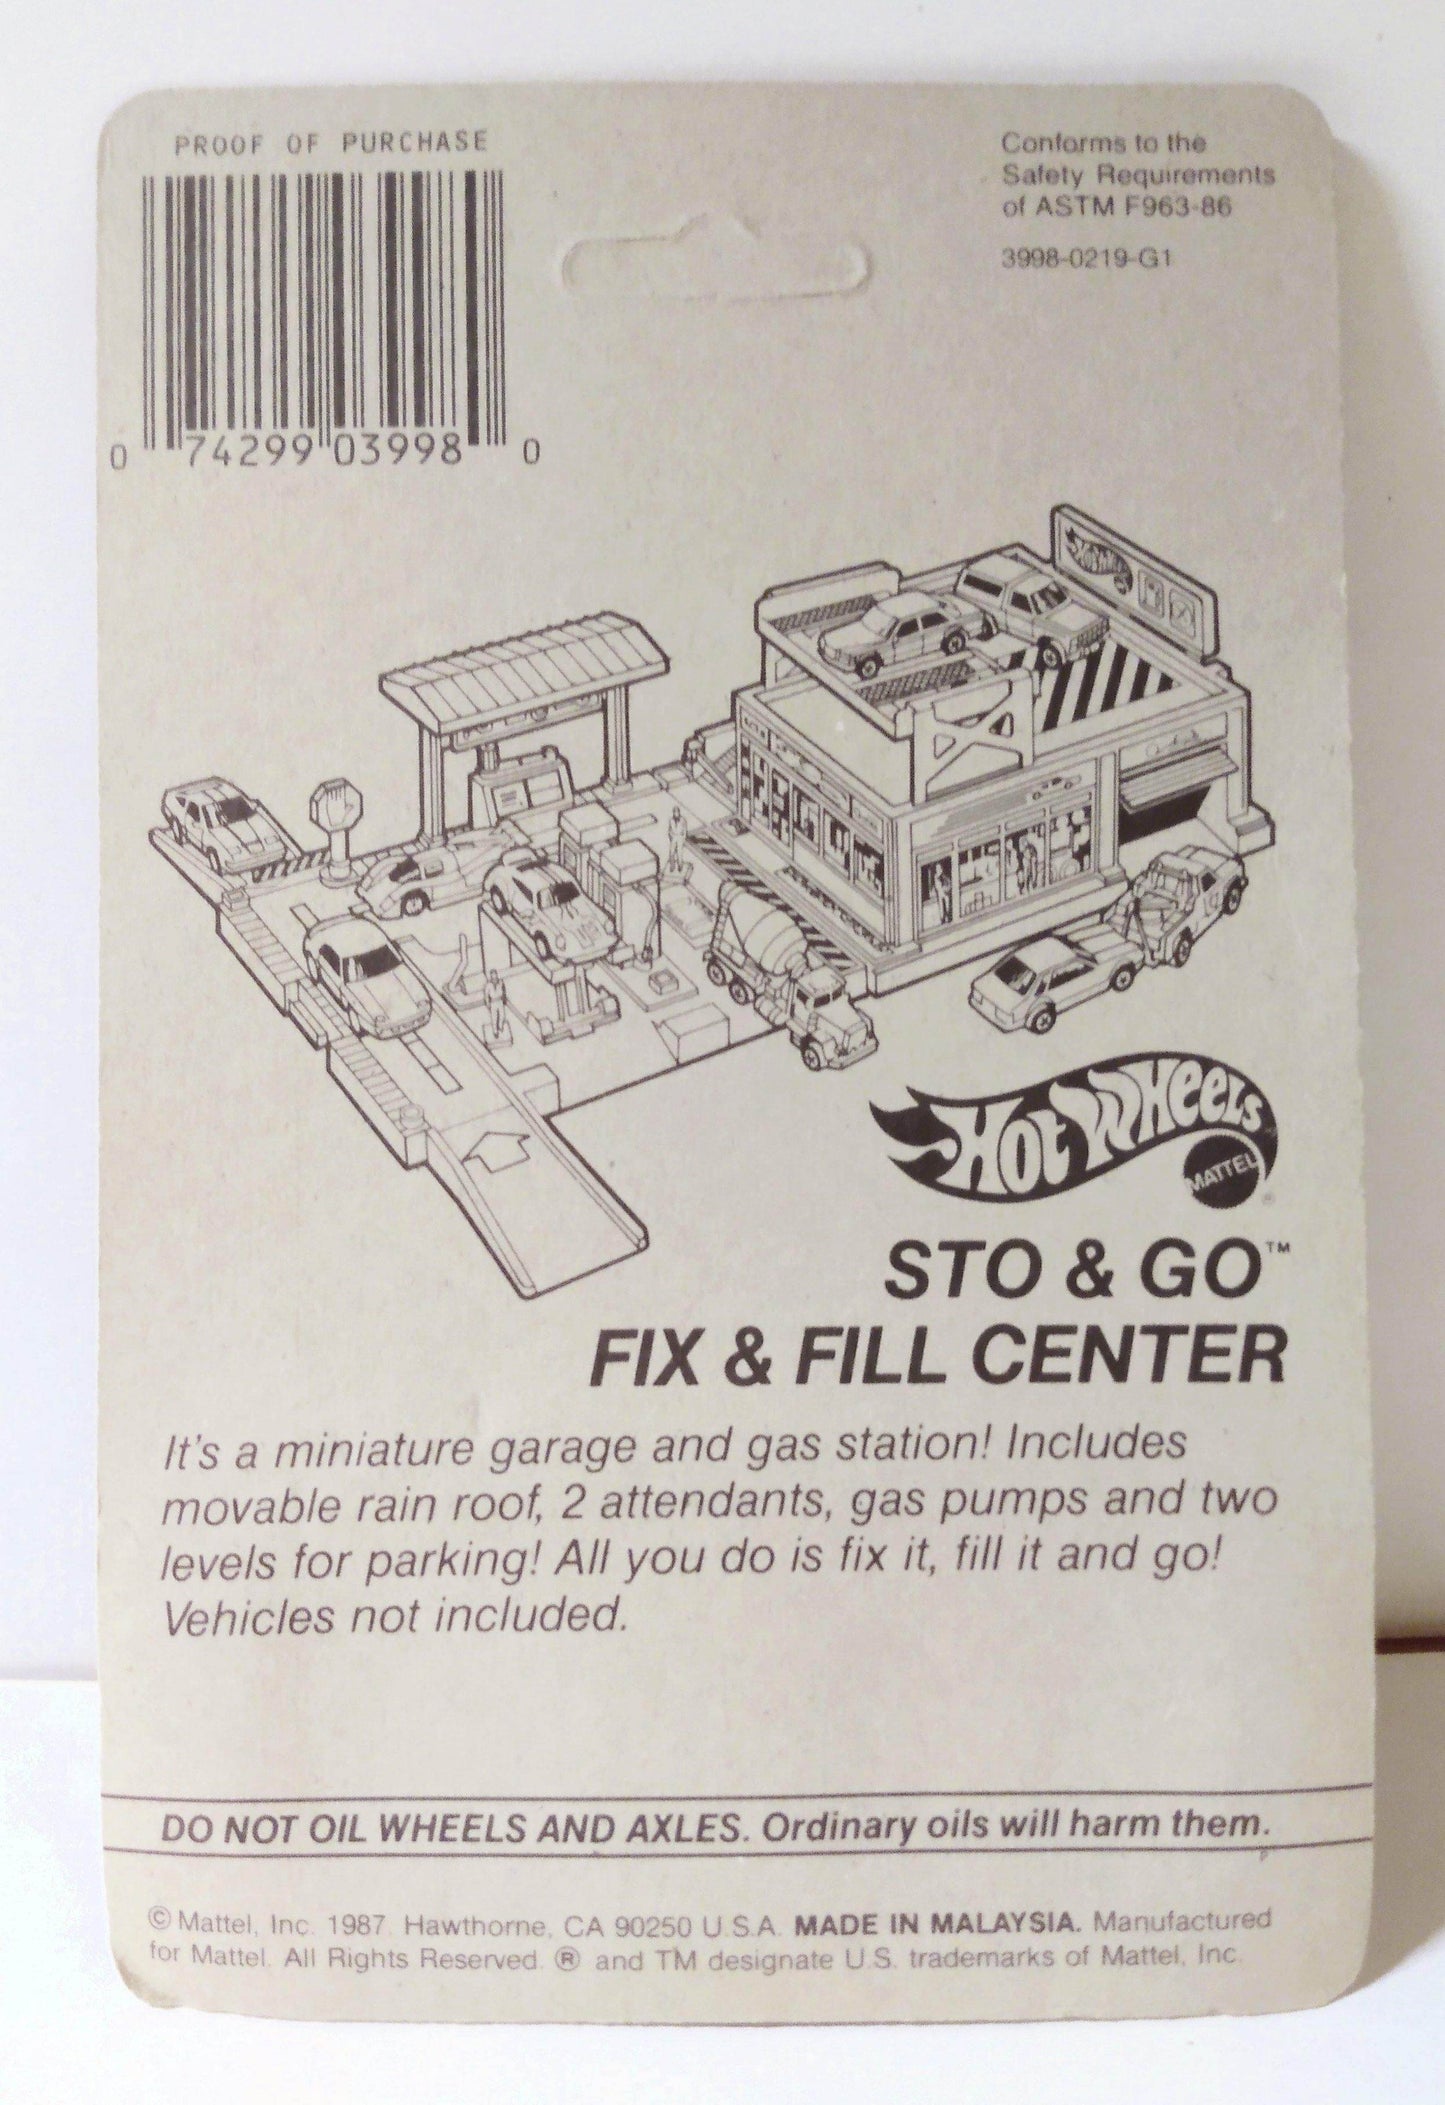 PROOF OF PURCHASE
0 74299 03998 0
Conforms to the
Safety Requirements
of ASTM F963-86
3998-0219-G1
Hot Wheels
HOT WHEELS
MATTEL
®
STO & GO™
FIX & FILL CENTER
It's a miniature garage and gas station! Includes
movable rain roof, 2 attendants, gas pumps and two
levels for parking! All you do is fix it, fill it and go!
Vehicles not included.
DO NOT OIL WHEELS AND AXLES. Ordinary oils will harm them.
© Mattel, Inc. 1987. Hawthorne, CA 90250 U.S.A. MADE IN MALAYSIA. Manufactured
for Mattel. All Rights Reserved. ® and TM designate U.S. trademarks of Mattel, Inc.